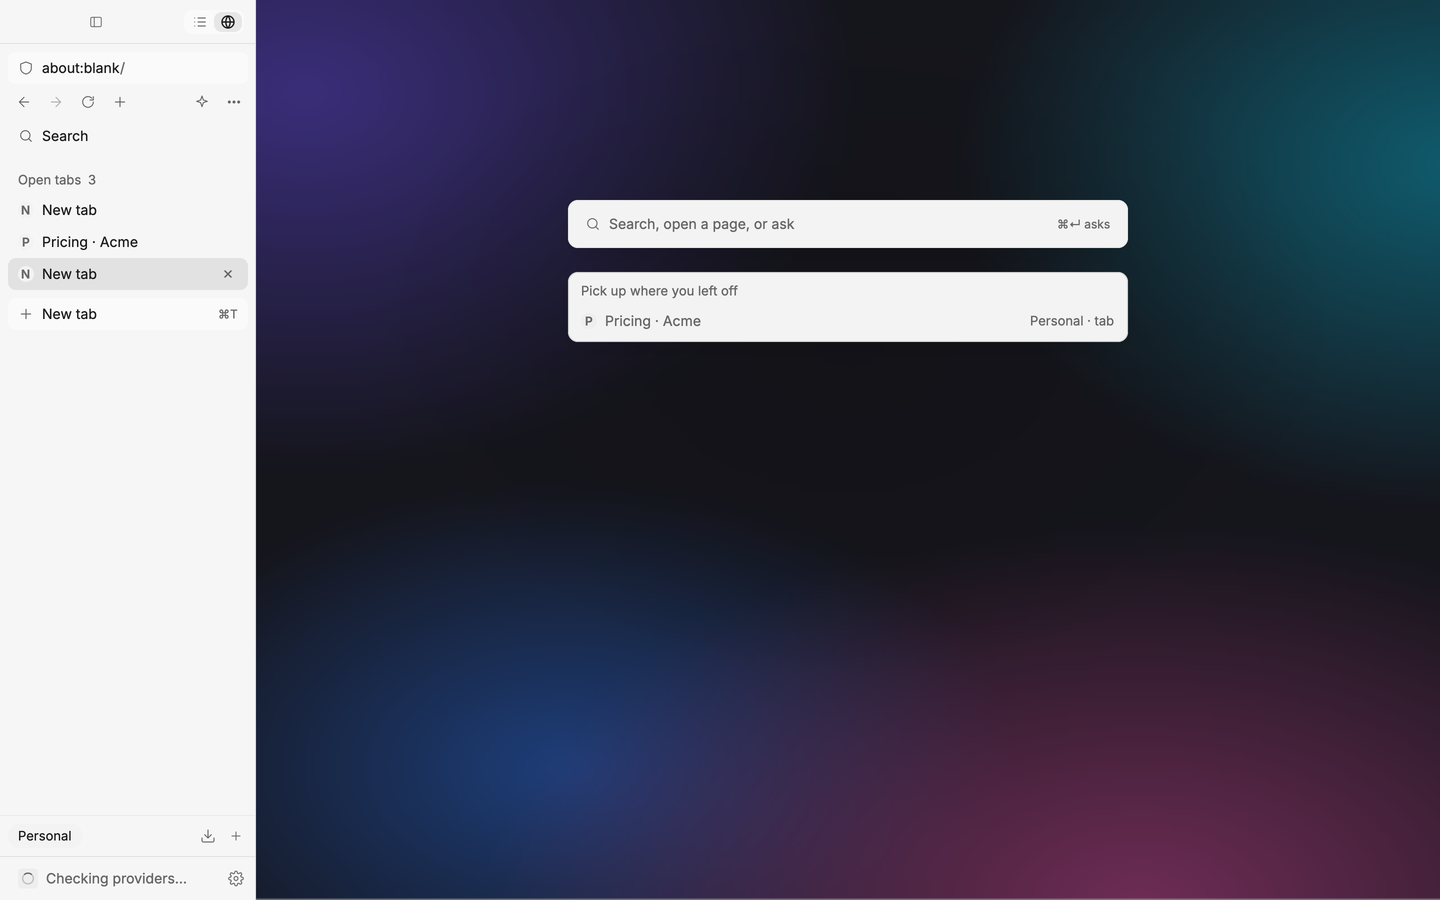 about:blank/
Search
Open tabs 3
N New tab
P Pricing · Acme
N New tab
New tab ⌘T
Search, open a page, or ask ⌘↵ asks
Pick up where you left off
P Pricing · Acme Personal · tab
Personal
Checking providers...